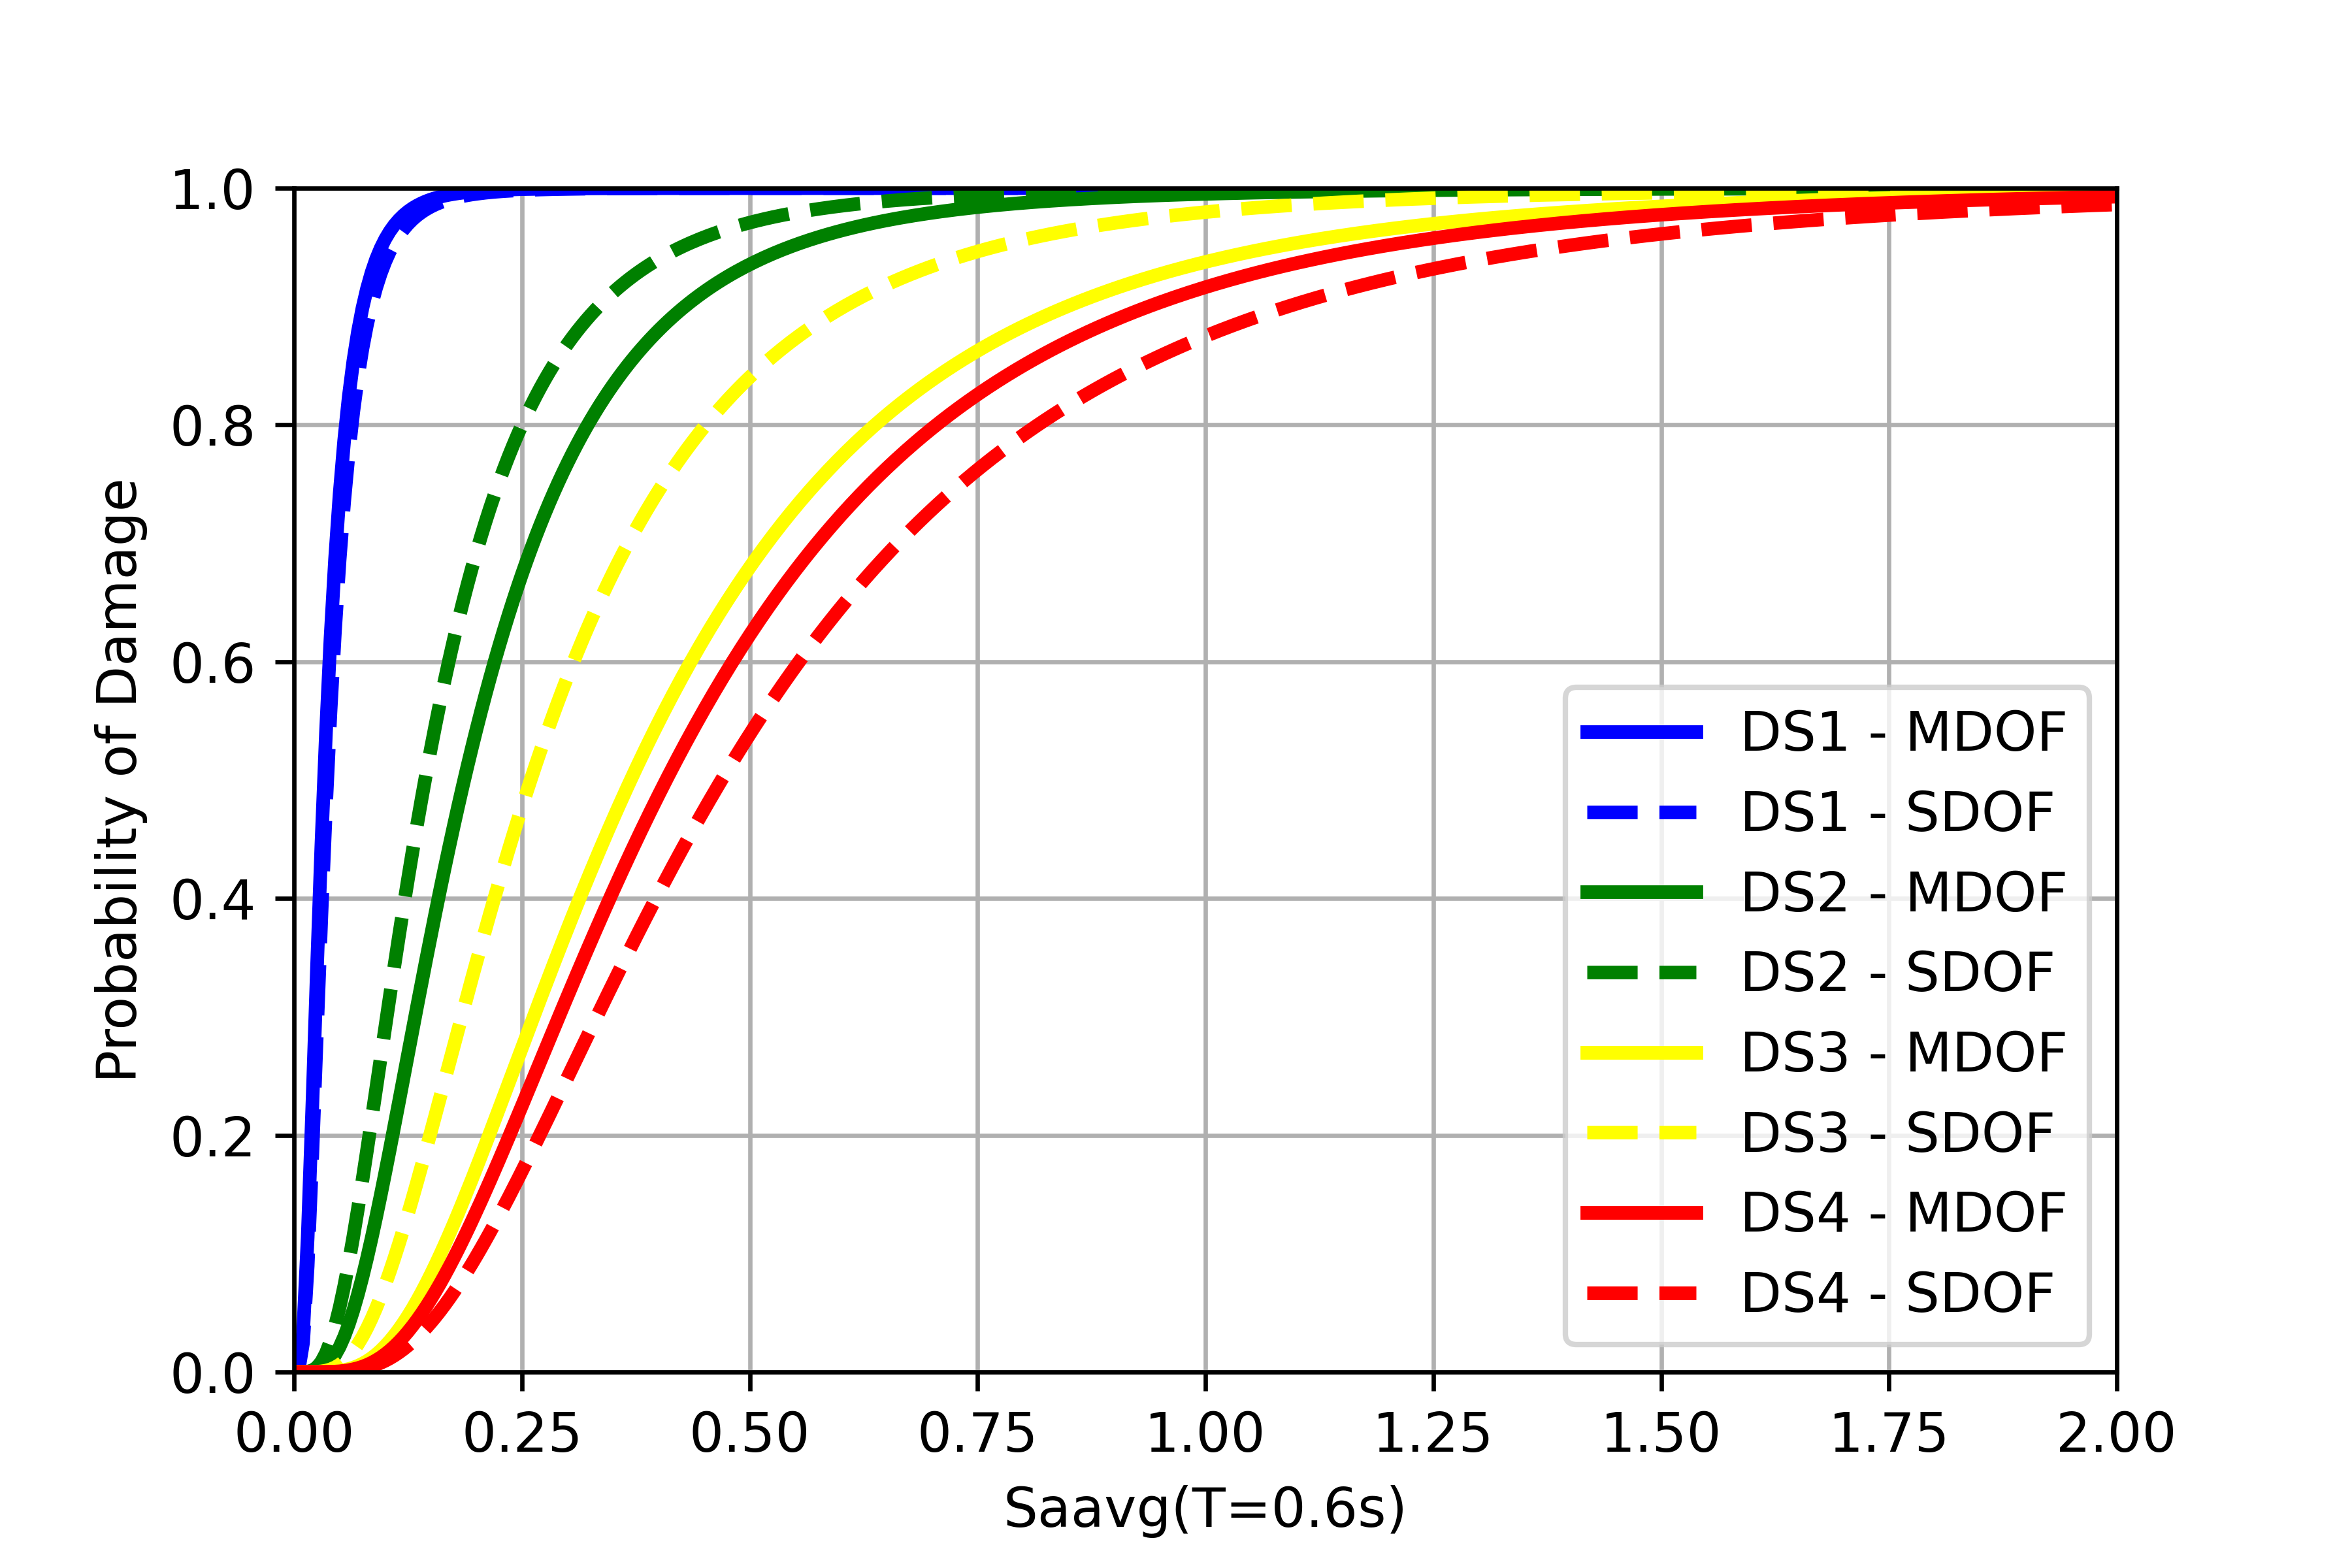 1.0
0.8
0.6
0.4
0.2
0.0
Probability of Damage
0.00 0.25 0.50 0.75 1.00 1.25 1.50 1.75 2.00
Saavg(T=0.6s)
DS1 - MDOF
DS1 - SDOF
DS2 - MDOF
DS2 - SDOF
DS3 - MDOF
DS3 - SDOF
DS4 - MDOF
DS4 - SDOF